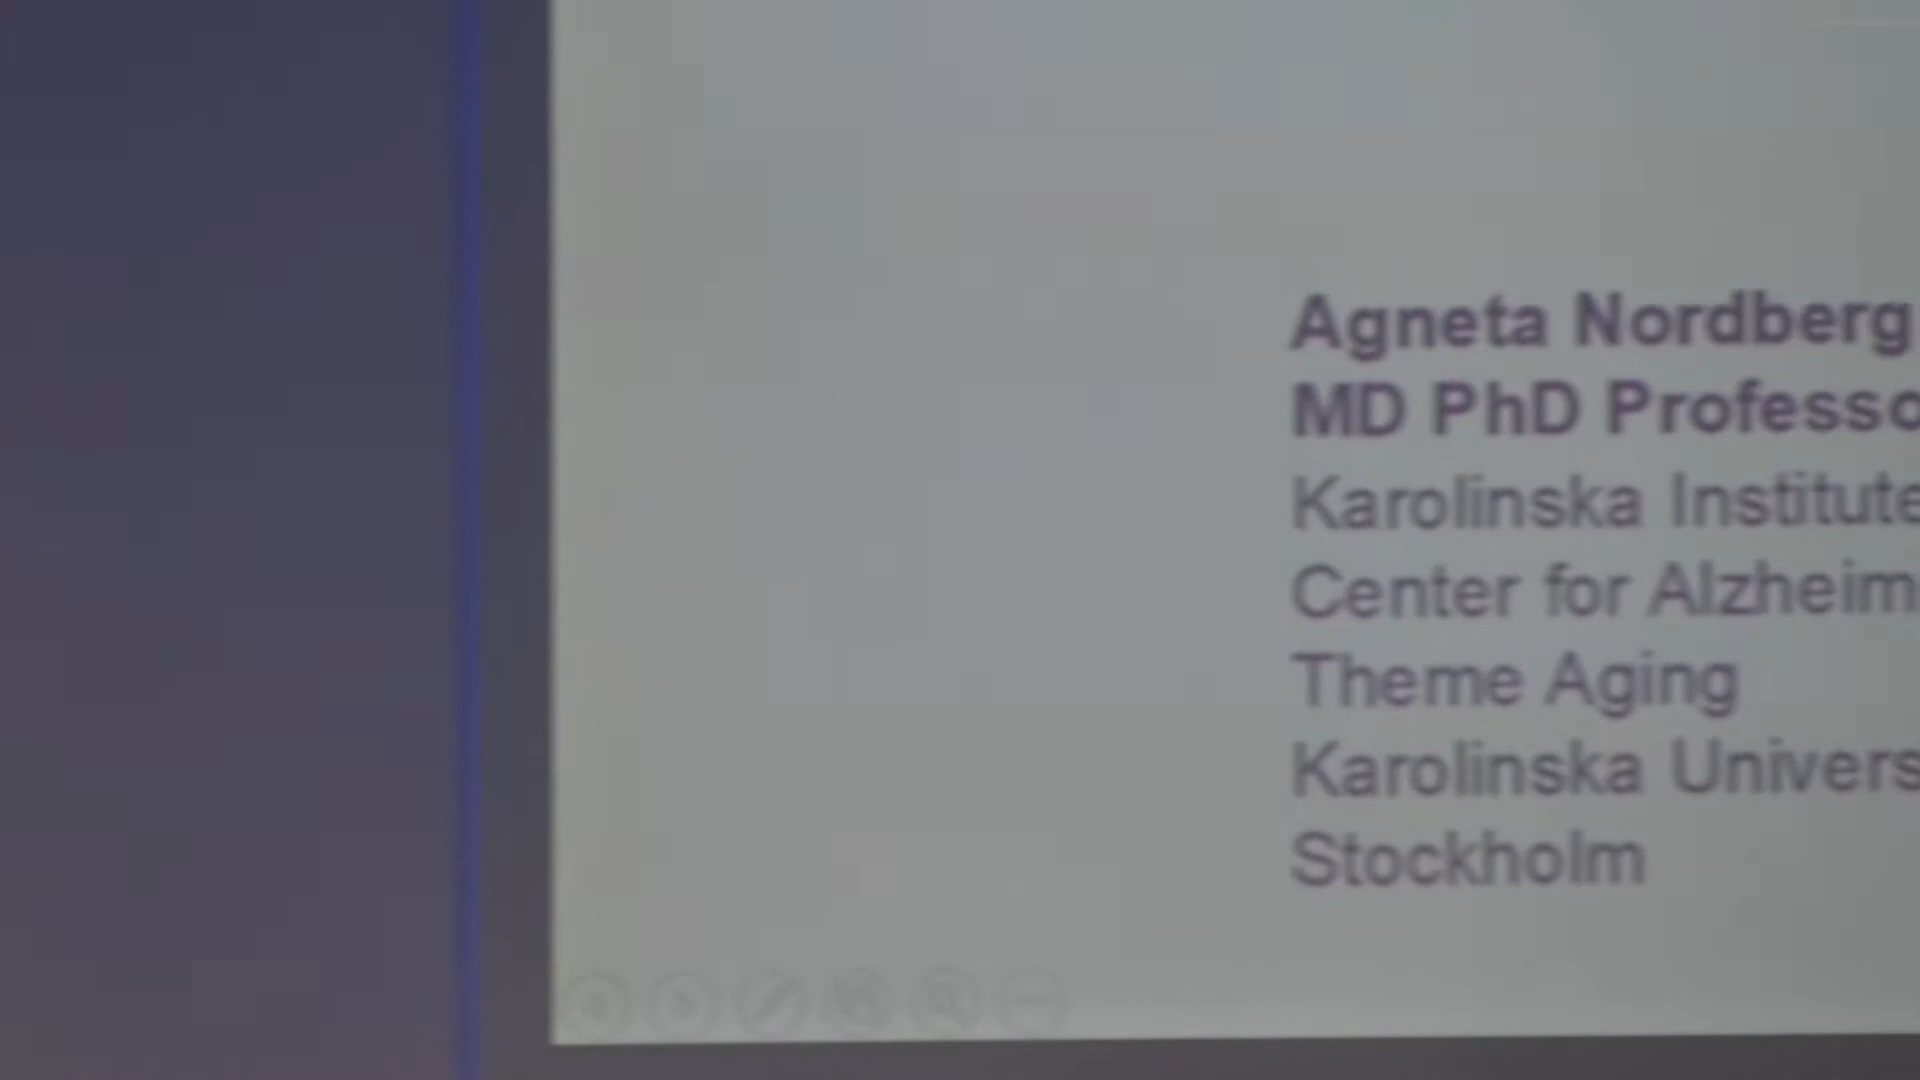 Agneta Nordberg
MD PhD Professo
Karolinska Institute
Center for Alzheim
Theme Aging
Karolinska Univers
Stockholm